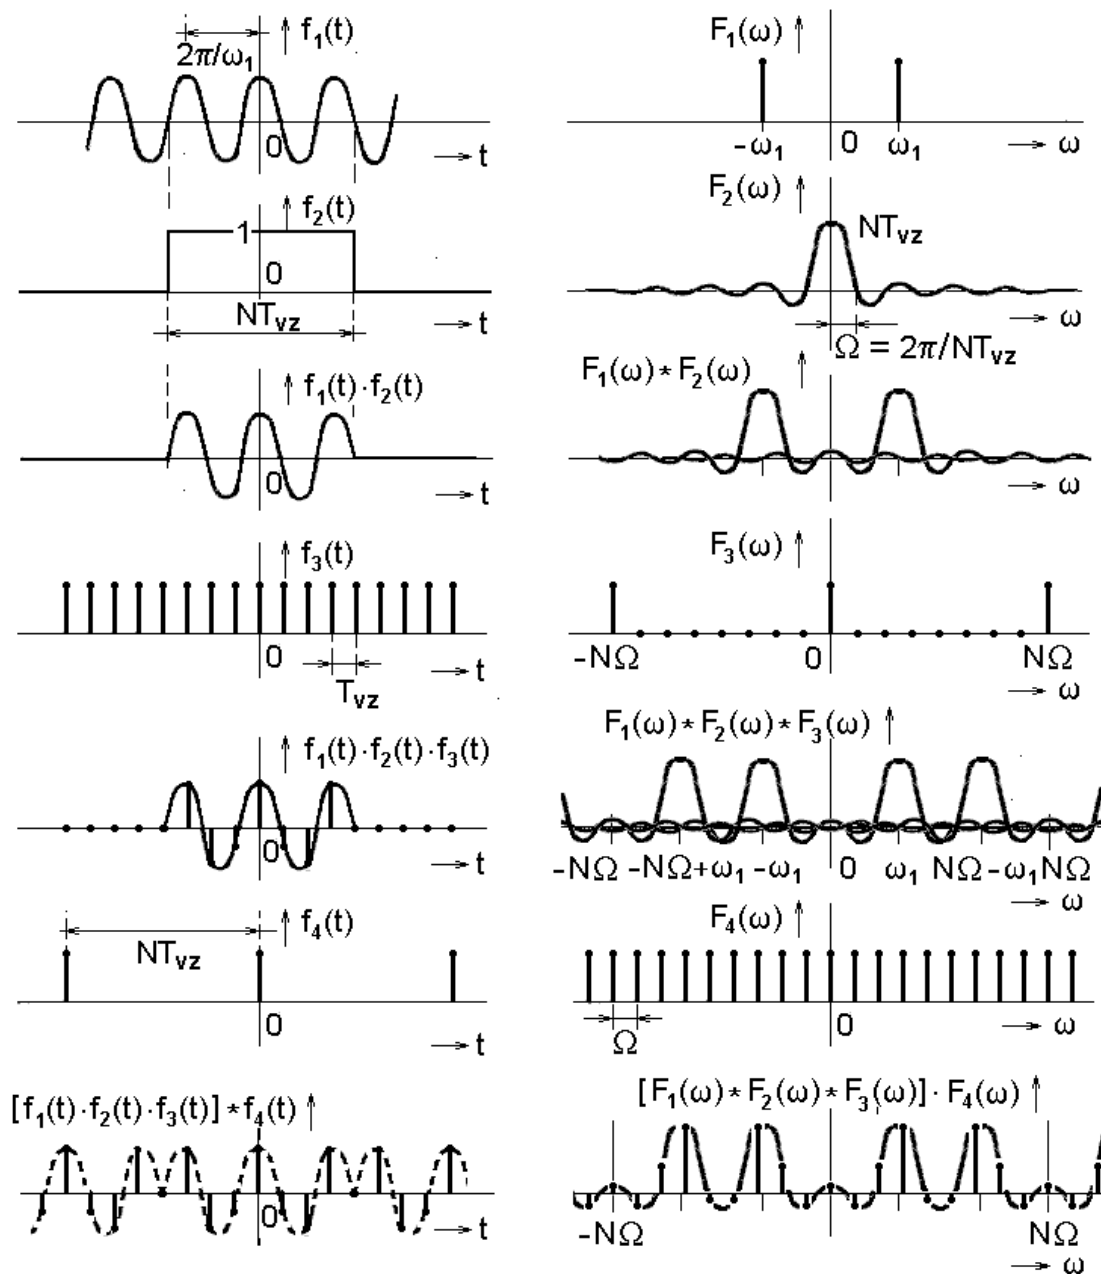 f₁(t)
2π/ω₁
0
t
F₁(ω)
-ω₁ 0 ω₁ ω
f₂(t)
1
0
NTvz
t
F₂(ω)
NTvz
ω
Ω = 2π/NTvz
f₁(t)·f₂(t)
0
t
F₁(ω)*F₂(ω)
ω
f₃(t)
0
t
Tvz
F₃(ω)
-NΩ 0 NΩ
ω
f₁(t)·f₂(t)·f₃(t)
0
t
F₁(ω)*F₂(ω)*F₃(ω)
-NΩ -NΩ+ω₁ -ω₁ 0 ω₁ NΩ-ω₁ NΩ
ω
f₄(t)
NTvz
0
t
F₄(ω)
0 ω
Ω
[f₁(t)·f₂(t)·f₃(t)]*f₄(t)
0
t
[F₁(ω)*F₂(ω)*F₃(ω)]·F₄(ω)
-NΩ NΩ
ω